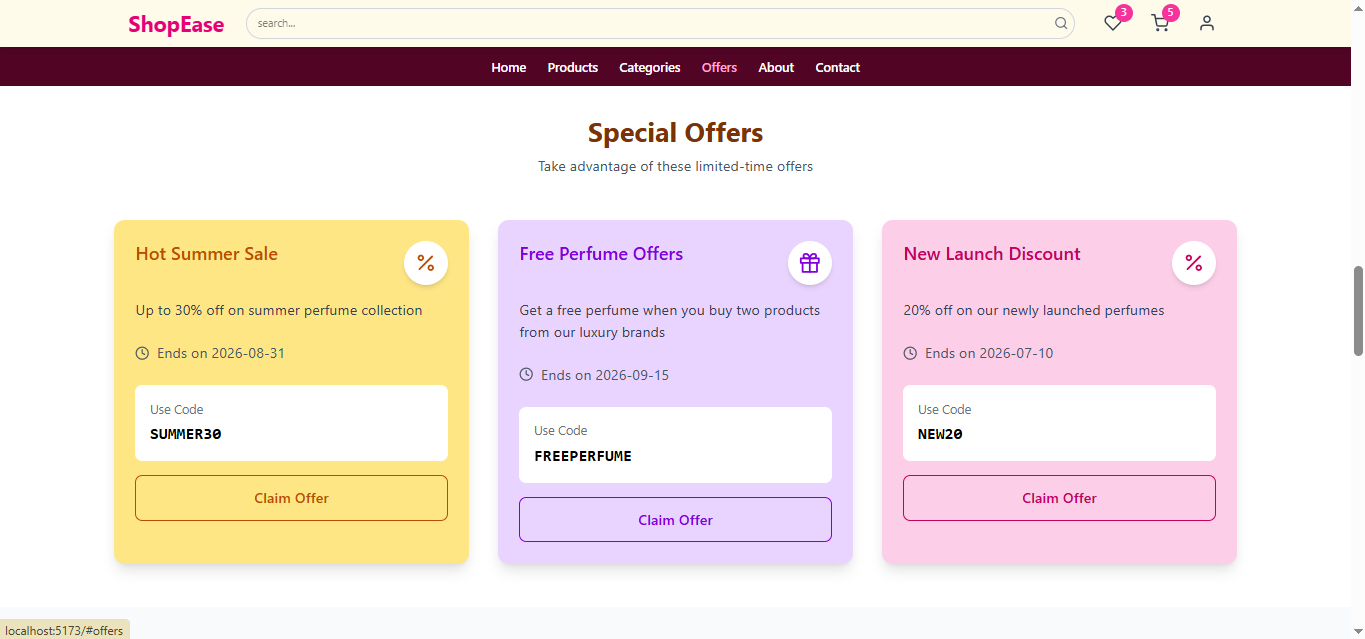 ShopEase
search...
3
5
Home Products Categories Offers About Contact
Special Offers
Take advantage of these limited-time offers
Hot Summer Sale
Up to 30% off on summer perfume collection
Ends on 2026-08-31
Use Code
SUMMER30
Claim Offer
Free Perfume Offers
Get a free perfume when you buy two products
from our luxury brands
Ends on 2026-09-15
Use Code
FREEPERFUME
Claim Offer
New Launch Discount
20% off on our newly launched perfumes
Ends on 2026-07-10
Use Code
NEW20
Claim Offer
localhost:5173/#offers